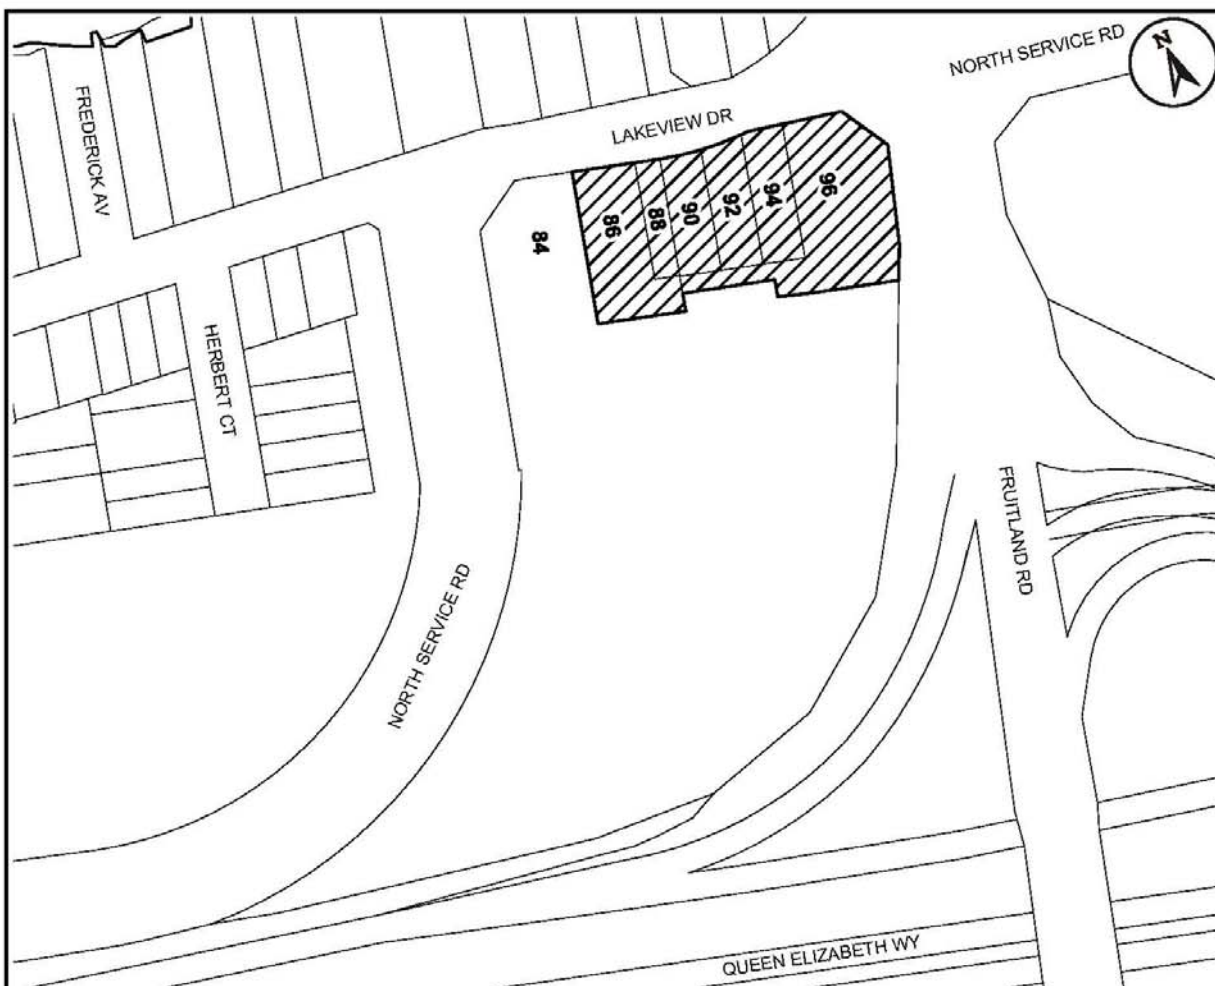 NORTH SERVICE RD
N
LAKEVIEW DR
FREDERICK AV
86
88
90
92
94
96
84
HERBERT CT
FRUITLAND RD
NORTH SERVICE RD
QUEEN ELIZABETH WY